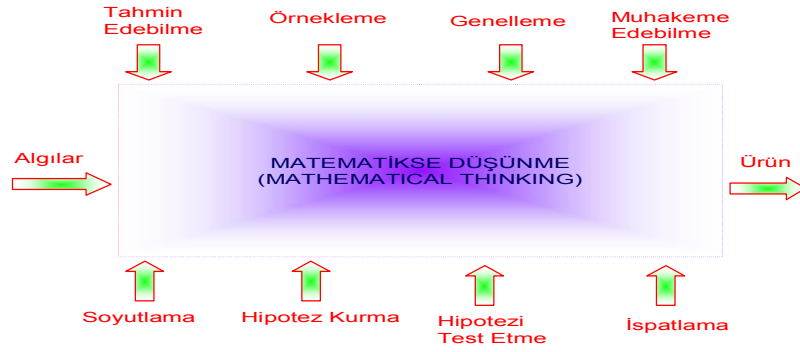 Tahmin
Edebilme
Örnekleme
Genelleme
Muhakeme
Edebilme
Algılar
MATEMATİKSE DÜŞÜNME
(MATHEMATICAL THINKING)
Ürün
Soyutlama
Hipotez Kurma
Hipotezi
Test Etme
İspatlama